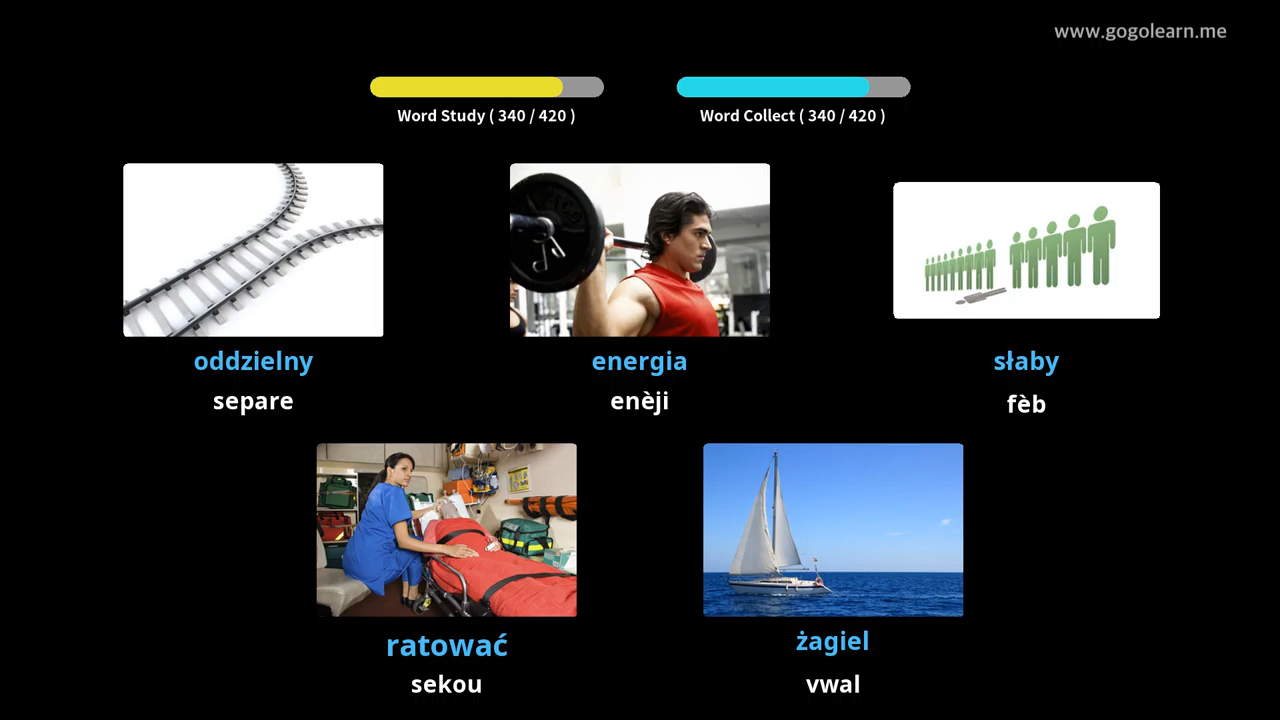 www.gogolearn.me
Word Study ( 340 / 420 )
Word Collect ( 340 / 420 )
oddzielny
separe
energia
enèji
słaby
fèb
ratować
sekou
żagiel
vwal